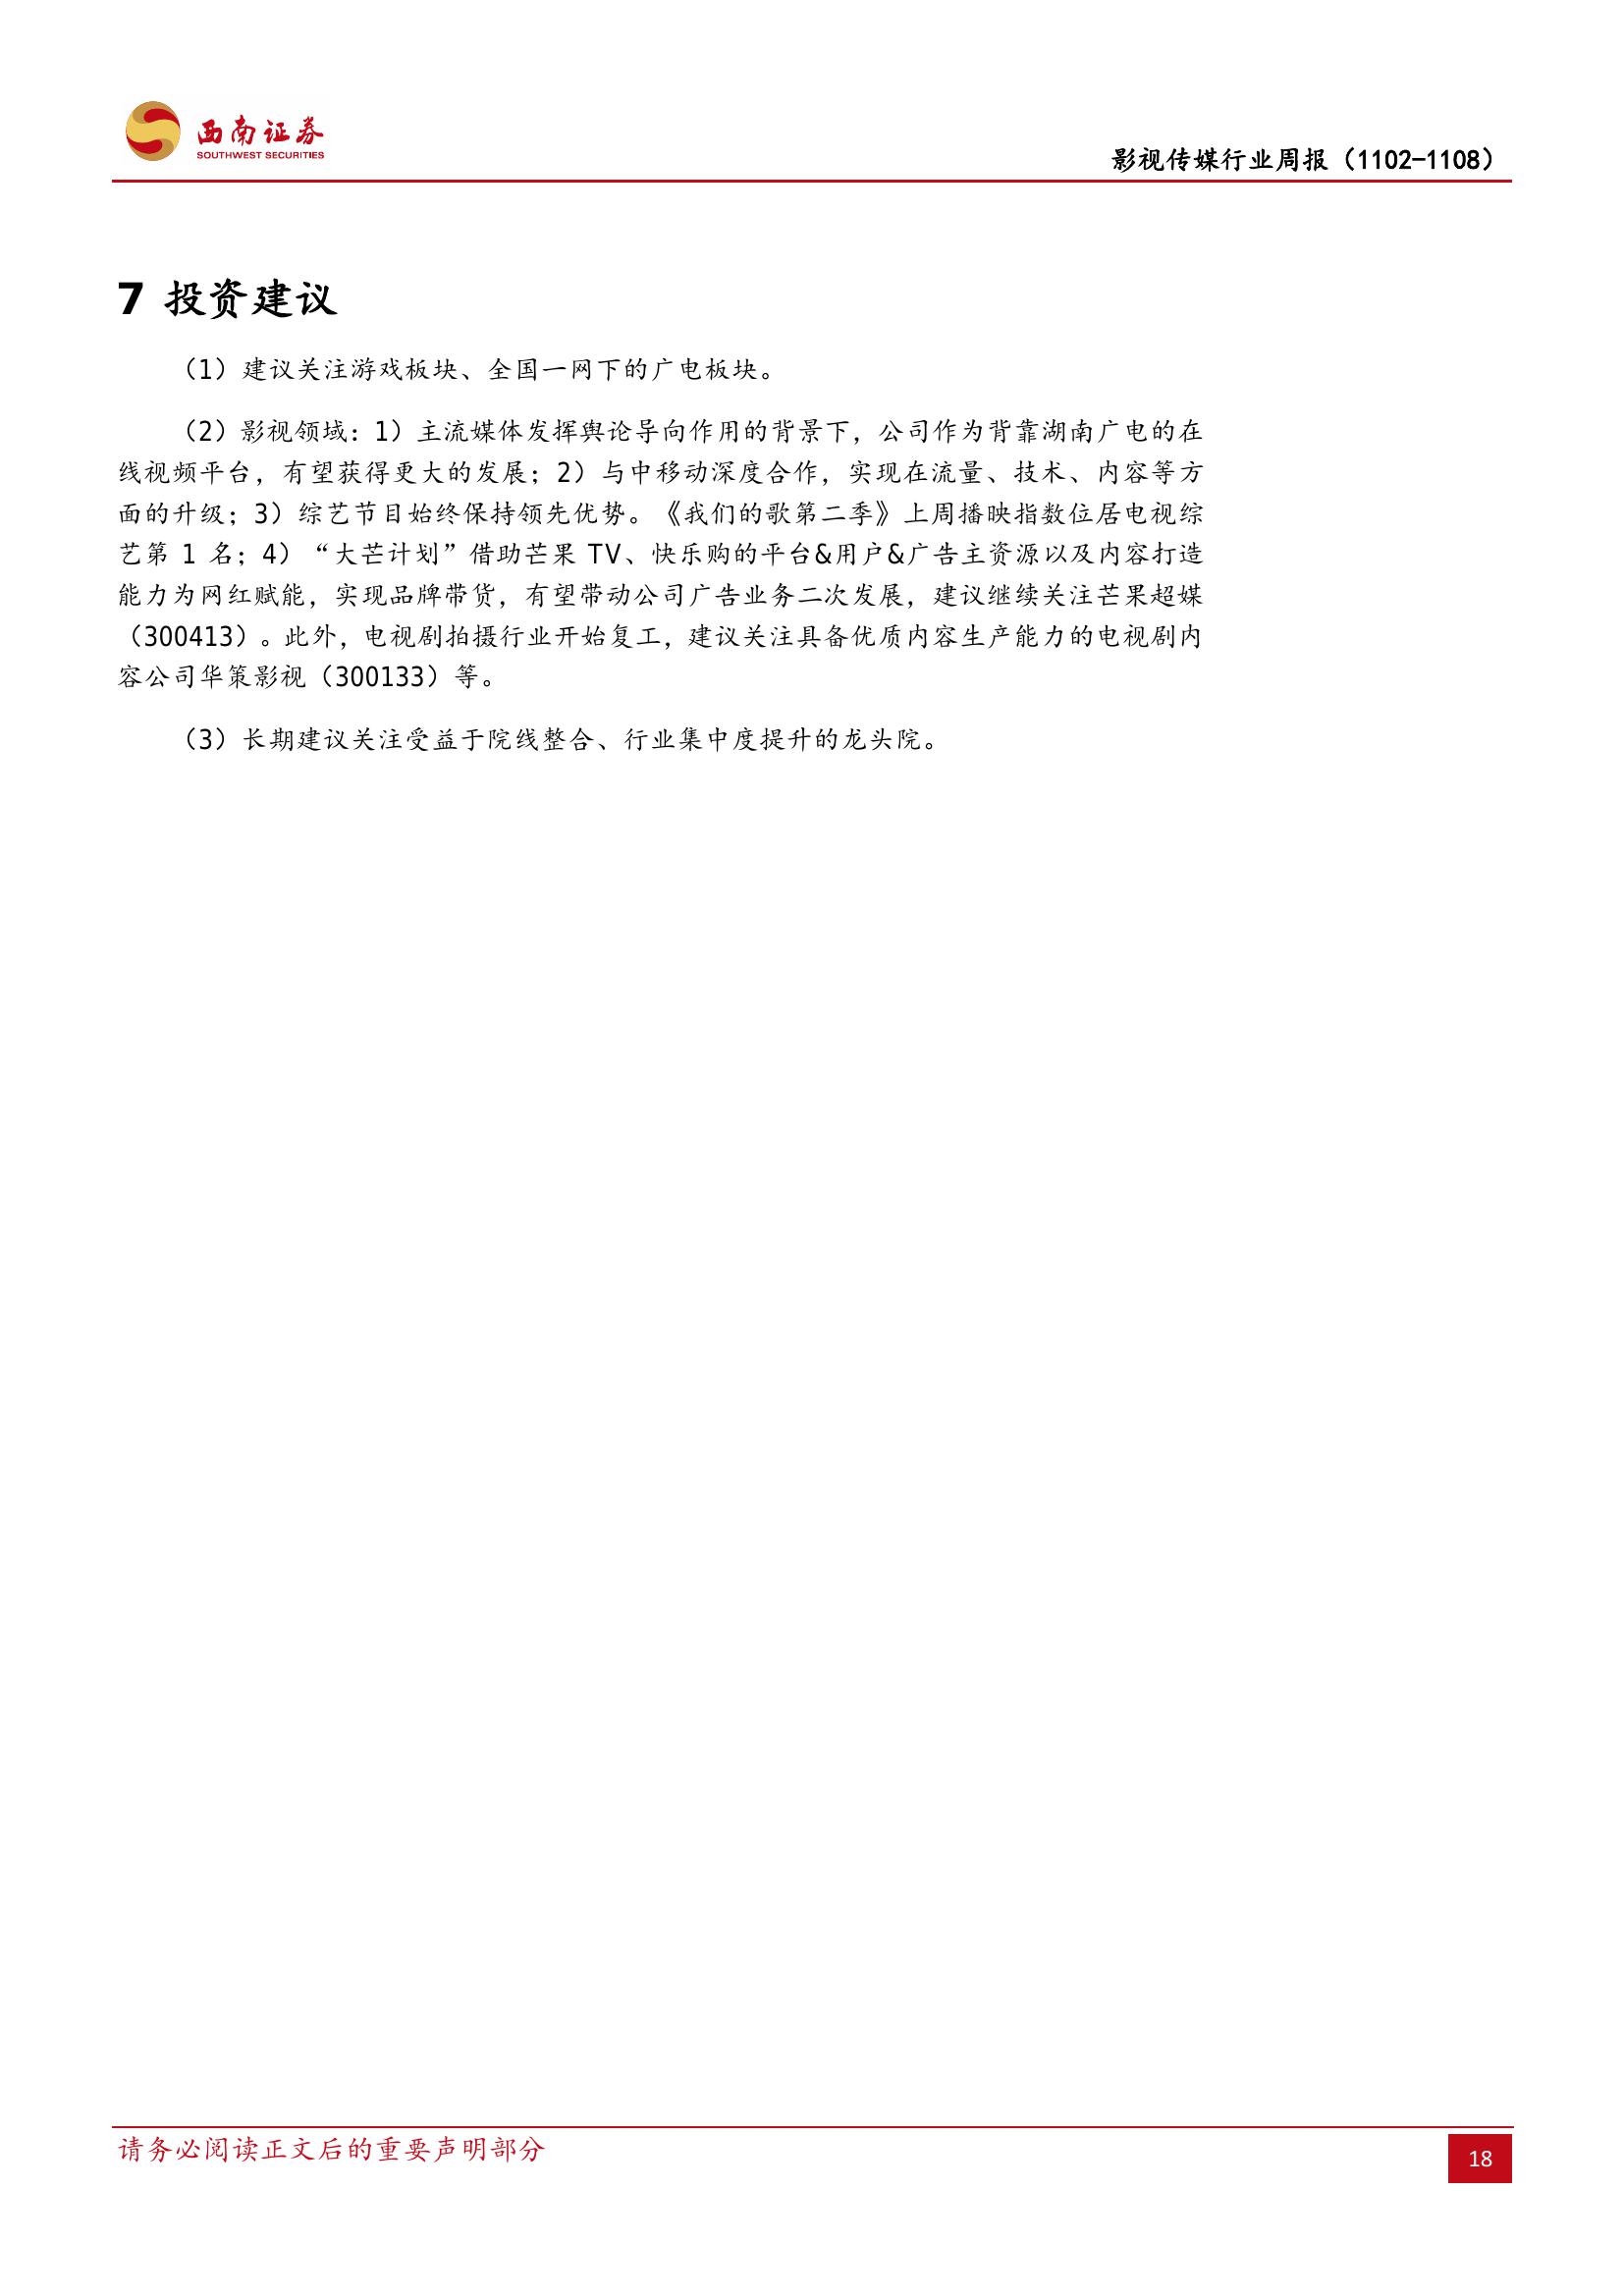 西南证券
SOUTHWEST SECURITIES
影视传媒行业周报（1102-1108）
7 投资建议
（1）建议关注游戏板块、全国一网下的广电板块。
（2）影视领域：1）主流媒体发挥舆论导向作用的背景下，公司作为背靠湖南广电的在
线视频平台，有望获得更大的发展；2）与中移动深度合作，实现在流量、技术、内容等方
面的升级；3）综艺节目始终保持领先优势。《我们的歌第二季》上周播映指数位居电视综
艺第 1 名；4）“大芒计划”借助芒果 TV、快乐购的平台&用户&广告主资源以及内容打造
能力为网红赋能，实现品牌带货，有望带动公司广告业务二次发展，建议继续关注芒果超媒
（300413）。此外，电视剧拍摄行业开始复工，建议关注具备优质内容生产能力的电视剧内
容公司华策影视（300133）等。
（3）长期建议关注受益于院线整合、行业集中度提升的龙头院。
请务必阅读正文后的重要声明部分
18